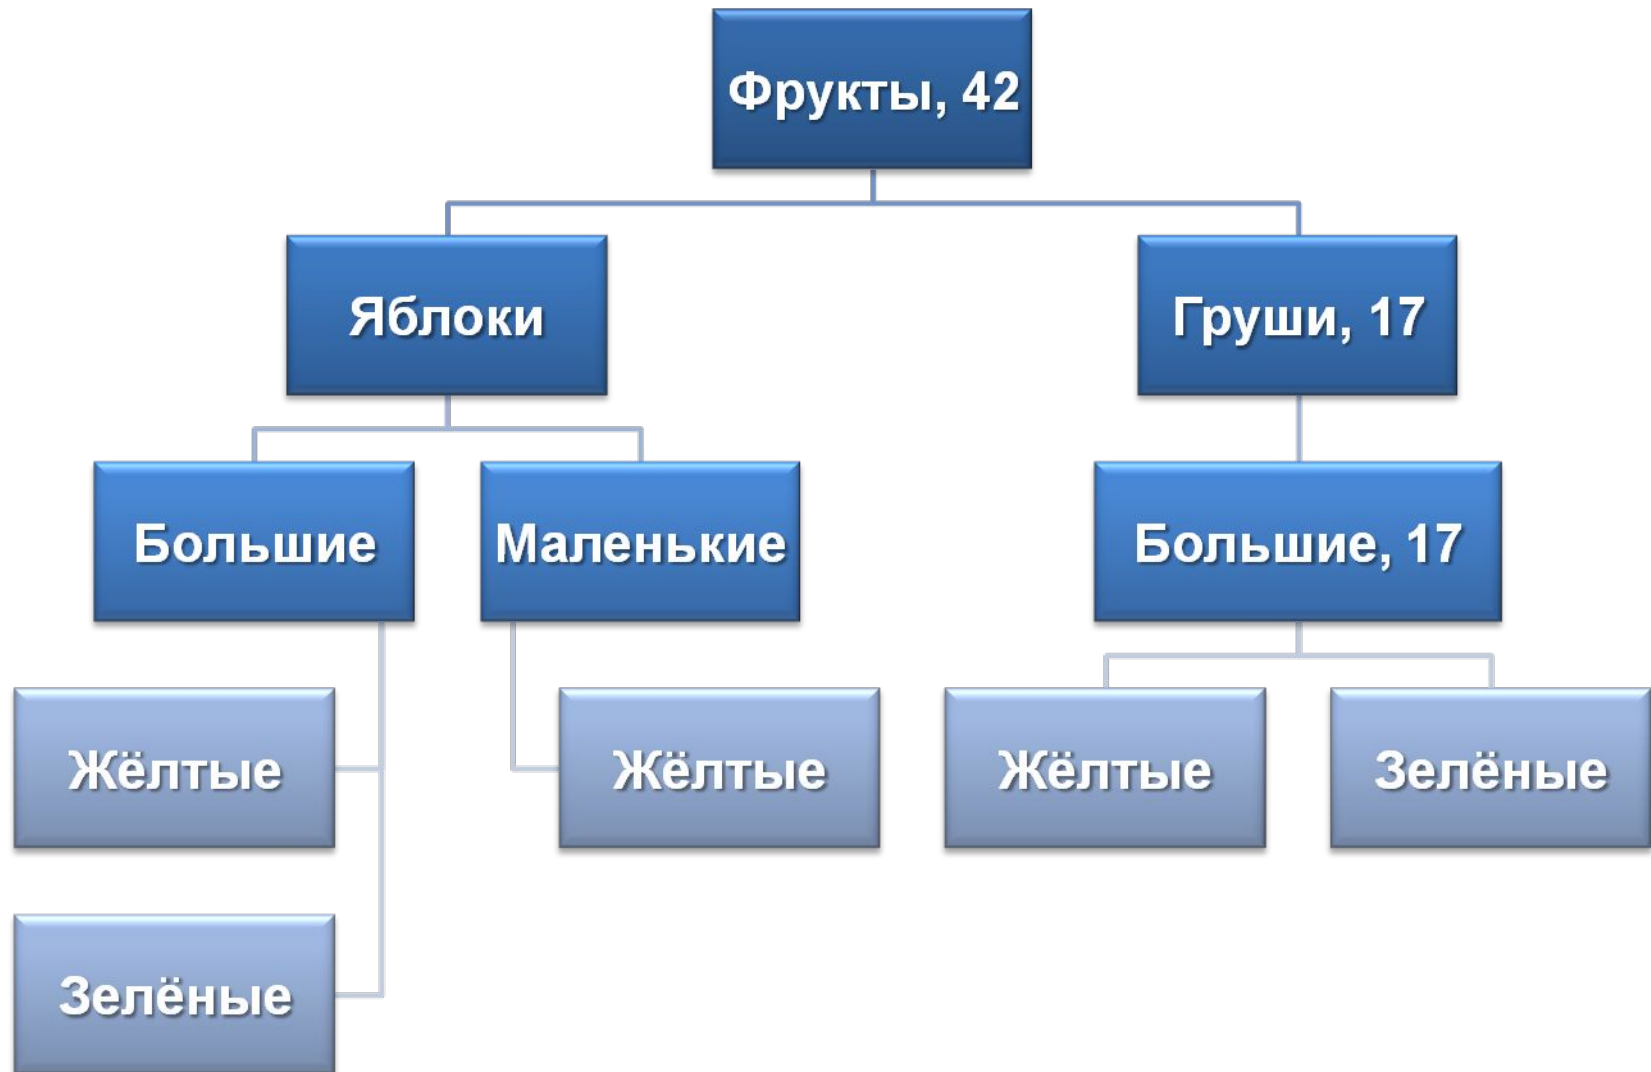 Фрукты, 42
Яблоки
Груши, 17
Большие
Маленькие
Большие, 17
Жёлтые
Жёлтые
Жёлтые
Зелёные
Зелёные